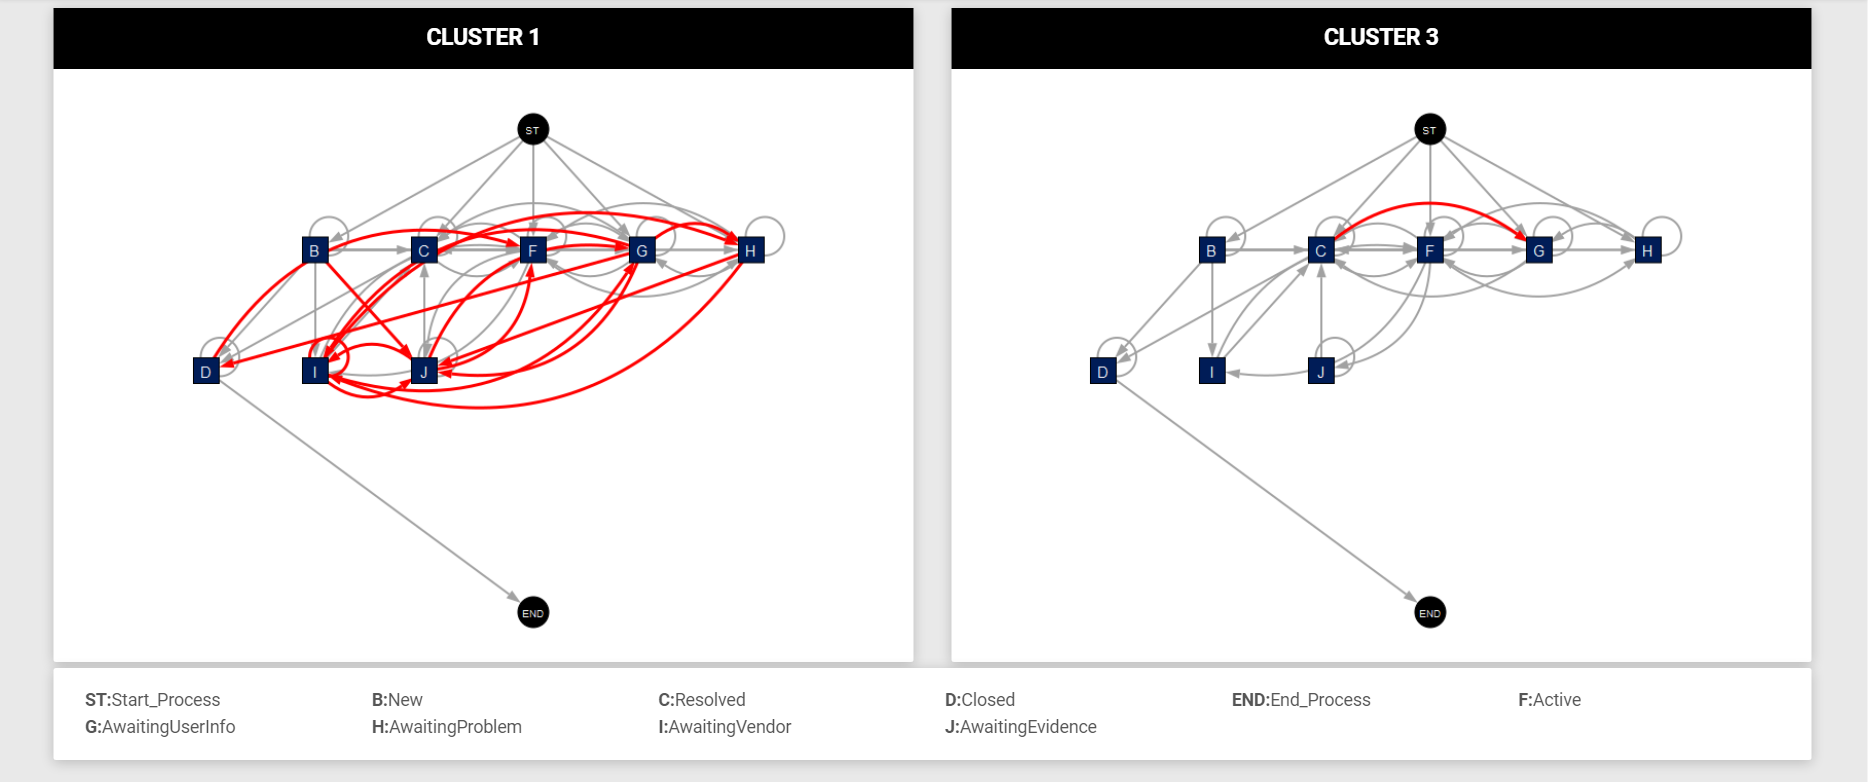 CLUSTER 1
ST
B C F G H
D I J
END
CLUSTER 3
ST
B C F G H
D I J
END
ST:Start_Process B:New C:Resolved D:Closed END:End_Process F:Active
G:AwaitingUserInfo H:AwaitingProblem I:AwaitingVendor J:AwaitingEvidence